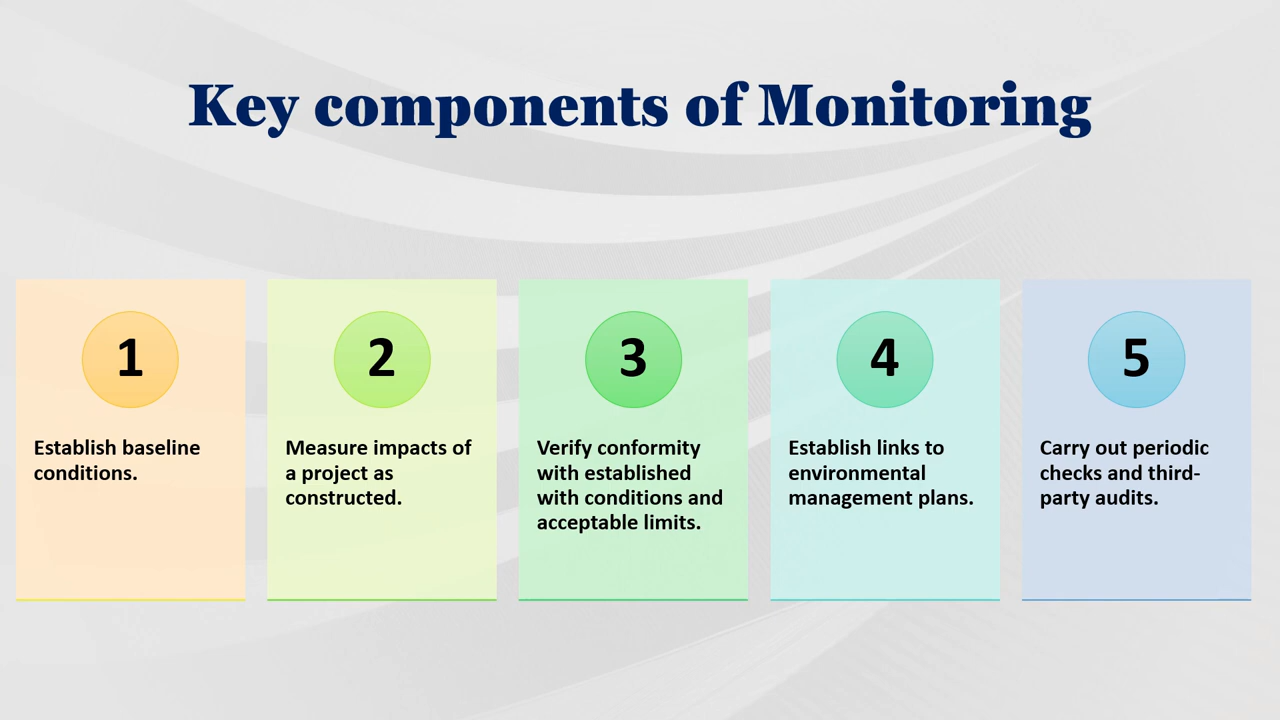 Key components of Monitoring
1
Establish baseline
conditions.
2
Measure impacts of
a project as
constructed.
3
Verify conformity
with established
with conditions and
acceptable limits.
4
Establish links to
environmental
management plans.
5
Carry out periodic
checks and third-
party audits.